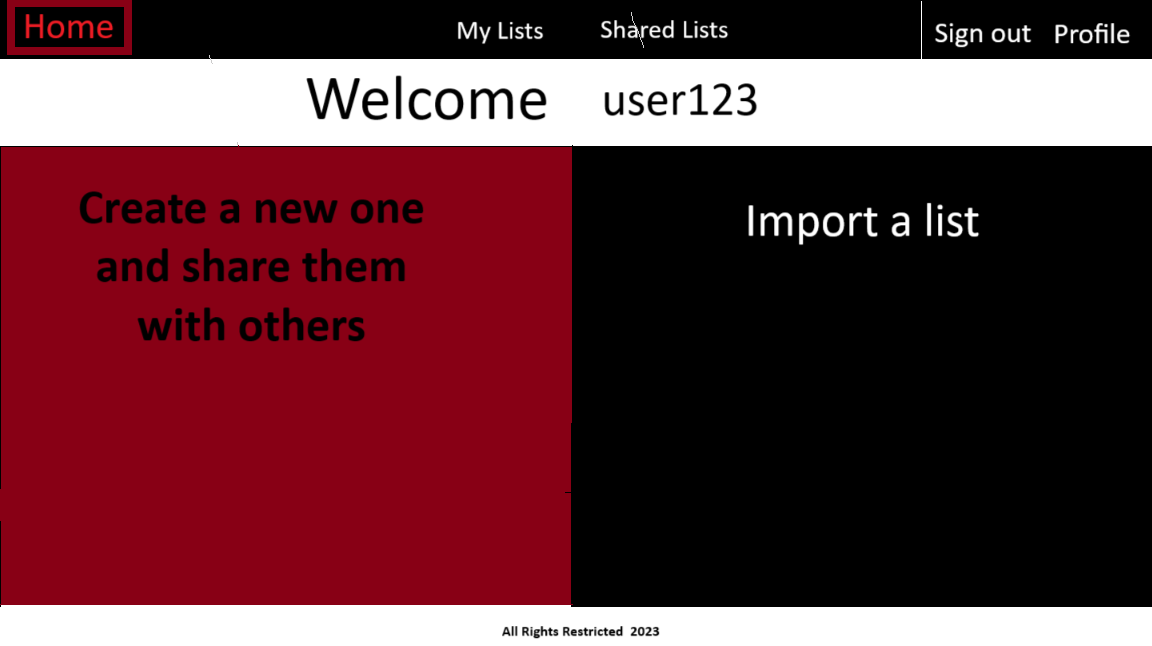 Home
My Lists
Shared Lists
Sign out
Profile
Welcome user123
Create a new one
and share them
with others
Import a list
All Rights Restricted 2023